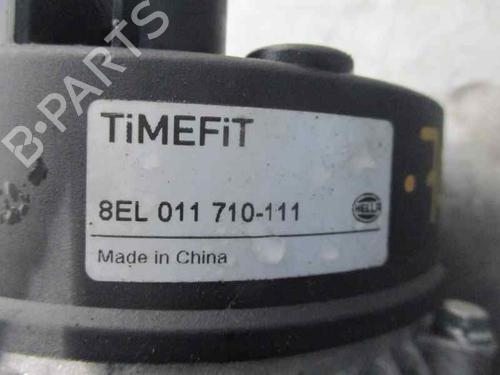 B-PARTS
TiMEFiT
8EL 011 710-111
HELLA
Made in China